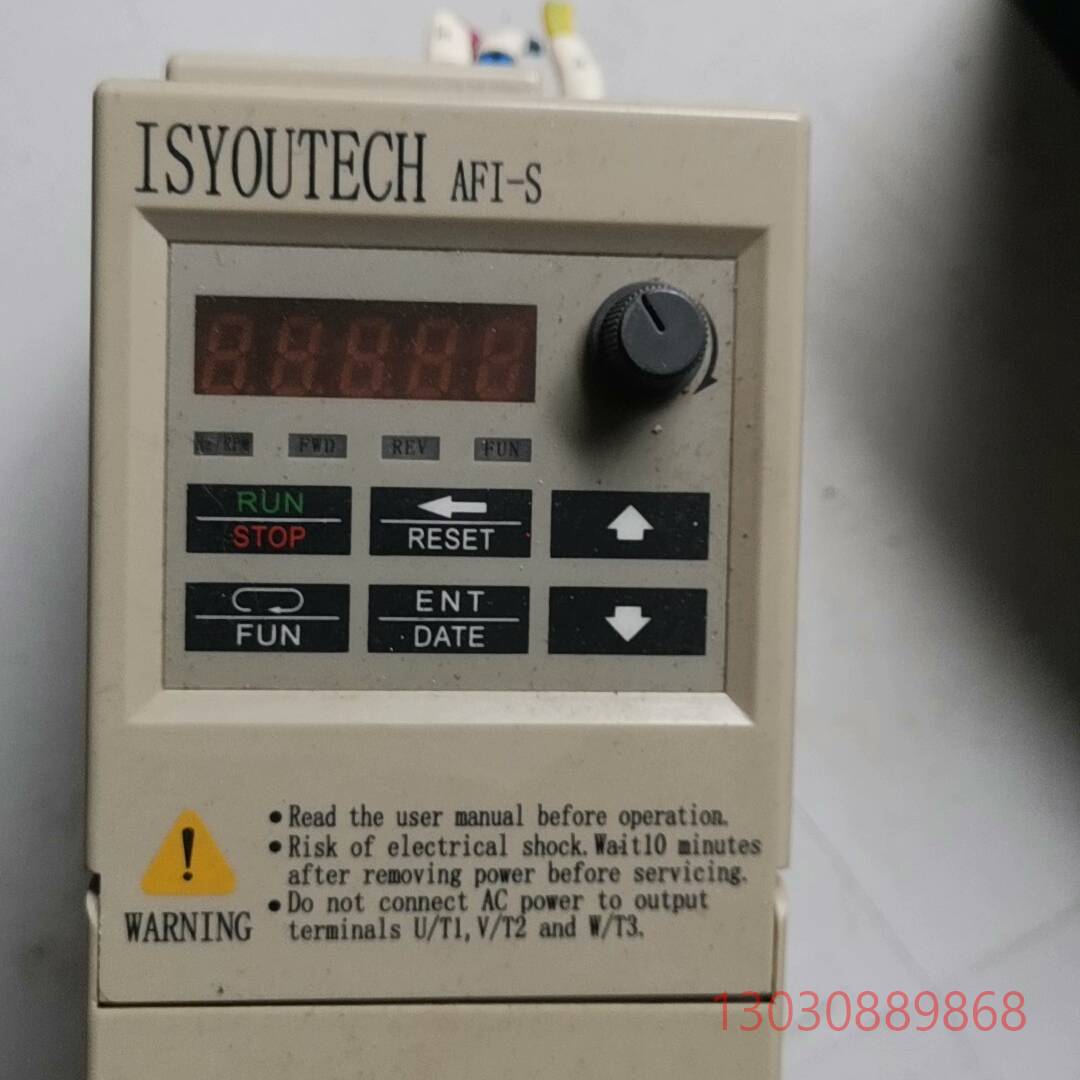 ISYOUTECH AFI-S
Hz/RPM FWD REV FUN
RUN
STOP
RESET
FUN
ENT
DATE
WARNING
• Read the user manual before operation.
• Risk of electrical shock. Wait10 minutes
after removing power before servicing.
• Do not connect AC power to output
terminals U/T1, V/T2 and W/T3.
13030889868